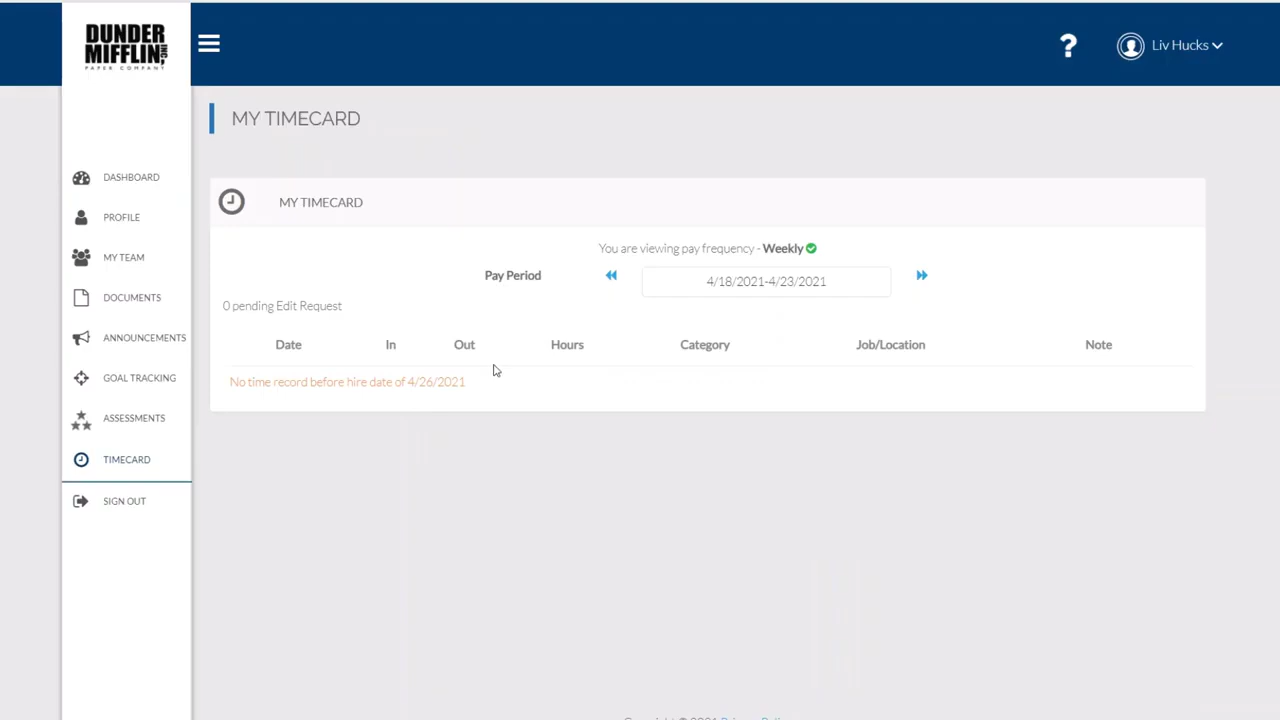 DUNDER
MIFFLIN INC,
PAPER COMPANY
?
Liv Hucks
MY TIMECARD
DASHBOARD
PROFILE
MY TEAM
DOCUMENTS
ANNOUNCEMENTS
GOAL TRACKING
ASSESSMENTS
TIMECARD
SIGN OUT
MY TIMECARD
You are viewing pay frequency - Weekly
Pay Period
4/18/2021-4/23/2021
0 pending Edit Request
Date In Out Hours Category Job/Location Note
No time record before hire date of 4/26/2021